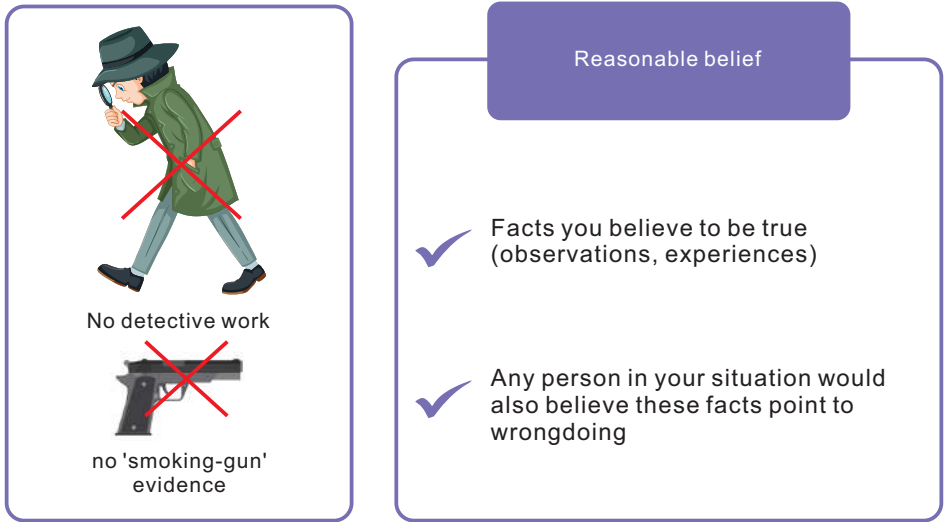 No detective work
no 'smoking-gun'
evidence
Reasonable belief
Facts you believe to be true
(observations, experiences)
Any person in your situation would
also believe these facts point to
wrongdoing